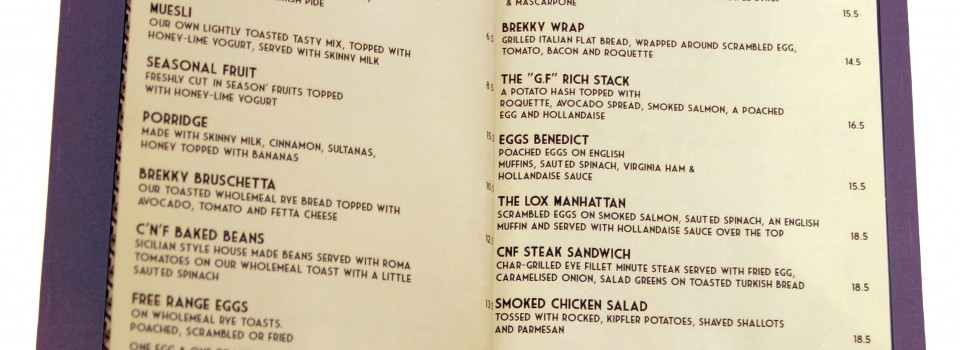 PIDE
MUESLI
OUR OWN LIGHTLY TOASTED TASTY MIX, TOPPED WITH
HONEY-LIME YOGURT, SERVED WITH SKINNY MILK
SEASONAL FRUIT
FRESHLY CUT IN SEASON' FRUITS TOPPED
WITH HONEY-LIME YOGURT
PORRIDGE
MADE WITH SKINNY MILK, CINNAMON, SULTANAS,
HONEY TOPPED WITH BANANAS
BREKKY BRUSCHETTA
OUR TOASTED WHOLEMEAL RYE BREAD TOPPED WITH
AVOCADO, TOMATO AND FETTA CHEESE
C'N'F BAKED BEANS
SICILIAN STYLE HOUSE MADE BEANS SERVED WITH ROMA
TOMATOES ON OUR WHOLEMEAL TOAST WITH A LITTLE
SAUTED SPINACH
FREE RANGE EGGS
ON WHOLEMEAL RYE TOASTS.
POACHED, SCRAMBLED OR FRIED
& MASCARPONE
15.5
BREKKY WRAP
GRILLED ITALIAN FLAT BREAD, WRAPPED AROUND SCRAMBLED EGG,
TOMATO, BACON AND ROQUETTE
14.5
THE "G.F" RICH STACK
A POTATO HASH TOPPED WITH
ROQUETTE, AVOCADO SPREAD, SMOKED SALMON, A POACHED
EGG AND HOLLANDAISE
16.5
EGGS BENEDICT
POACHED EGGS ON ENGLISH
MUFFINS, SAUTED SPINACH, VIRGINIA HAM &
HOLLANDAISE SAUCE
15.5
THE LOX MANHATTAN
SCRAMBLED EGGS ON SMOKED SALMON, SAUTED SPINACH, AN ENGLISH
MUFFIN AND SERVED WITH HOLLANDAISE SAUCE OVER THE TOP
18.5
CNF STEAK SANDWICH
CHAR-GRILLED EYE FILLET MINUTE STEAK SERVED WITH FRIED EGG,
CARAMELISED ONION, SALAD GREENS ON TOASTED TURKISH BREAD
18.5
SMOKED CHICKEN SALAD
TOSSED WITH ROCKED, KIPFLER POTATOES, SHAVED SHALLOTS
AND PARMESAN
18.5